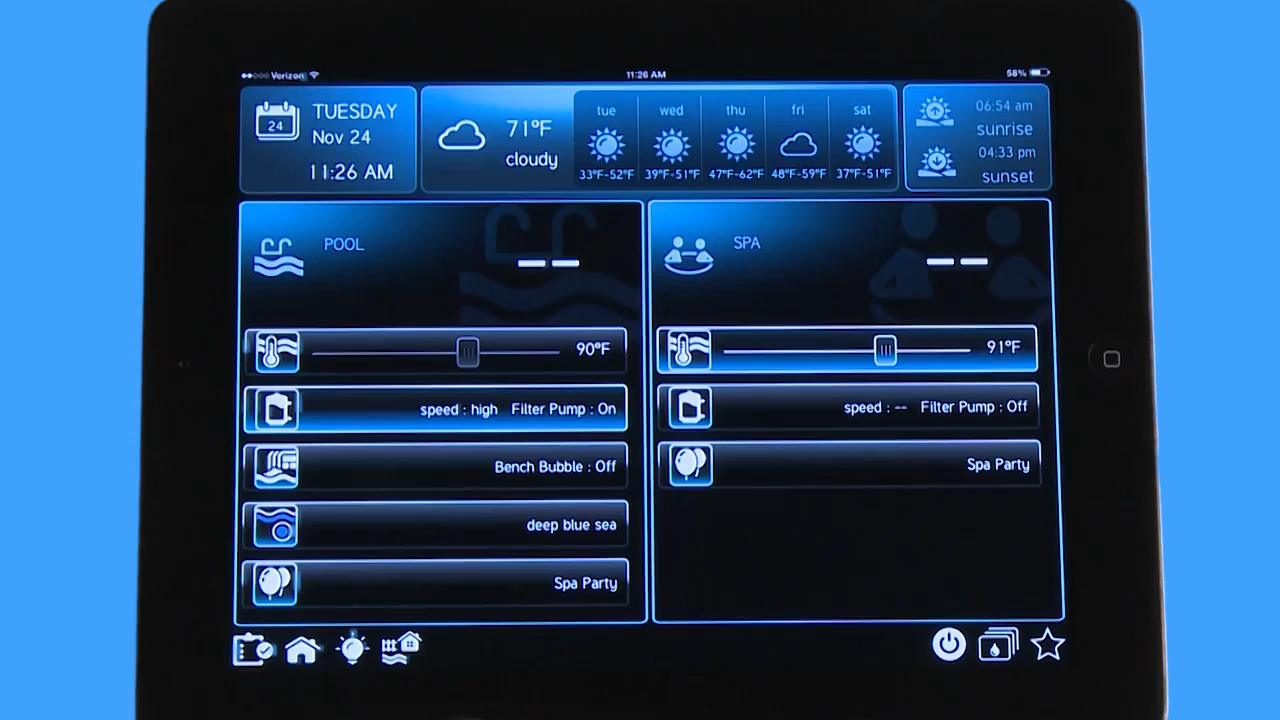 Verizon 11:26 AM 58%
TUESDAY
Nov 24
24
11:26 AM
71°F
cloudy
tue wed thu fri sat
33°F-52°F 39°F-51°F 47°F-62°F 48°F-59°F 37°F-51°F
06:54 am
sunrise
04:33 pm
sunset
POOL
--
90°F
speed : high Filter Pump : On
Bench Bubble : Off
deep blue sea
Spa Party
SPA
--
91°F
speed : -- Filter Pump : Off
Spa Party